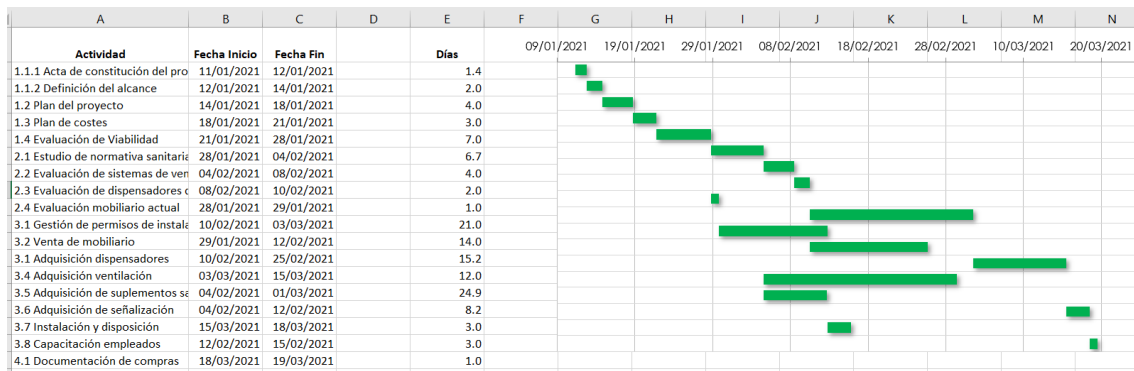 A B C D E F G H I J K L M N
Actividad Fecha Inicio Fecha Fin Días 09/01/2021 19/01/2021 29/01/2021 08/02/2021 18/02/2021 28/02/2021 10/03/2021 20/03/2021
1.1.1 Acta de constitución del pro 11/01/2021 12/01/2021 1.4
1.1.2 Definición del alcance 12/01/2021 14/01/2021 2.0
1.2 Plan del proyecto 14/01/2021 18/01/2021 4.0
1.3 Plan de costes 18/01/2021 21/01/2021 3.0
1.4 Evaluación de Viabilidad 21/01/2021 28/01/2021 7.0
2.1 Estudio de normativa sanitaria 28/01/2021 04/02/2021 6.7
2.2 Evaluación de sistemas de ven 04/02/2021 08/02/2021 4.0
2.3 Evaluación de dispensadores d 08/02/2021 10/02/2021 2.0
2.4 Evaluación mobiliario actual 28/01/2021 29/01/2021 1.0
3.1 Gestión de permisos de instala 10/02/2021 03/03/2021 21.0
3.2 Venta de mobiliario 29/01/2021 12/02/2021 14.0
3.1 Adquisición dispensadores 10/02/2021 25/02/2021 15.2
3.4 Adquisición ventilación 03/03/2021 15/03/2021 12.0
3.5 Adquisición de suplementos sa 04/02/2021 01/03/2021 24.9
3.6 Adquisición de señalización 04/02/2021 12/02/2021 8.2
3.7 Instalación y disposición 15/03/2021 18/03/2021 3.0
3.8 Capacitación empleados 12/02/2021 15/02/2021 3.0
4.1 Documentación de compras 18/03/2021 19/03/2021 1.0